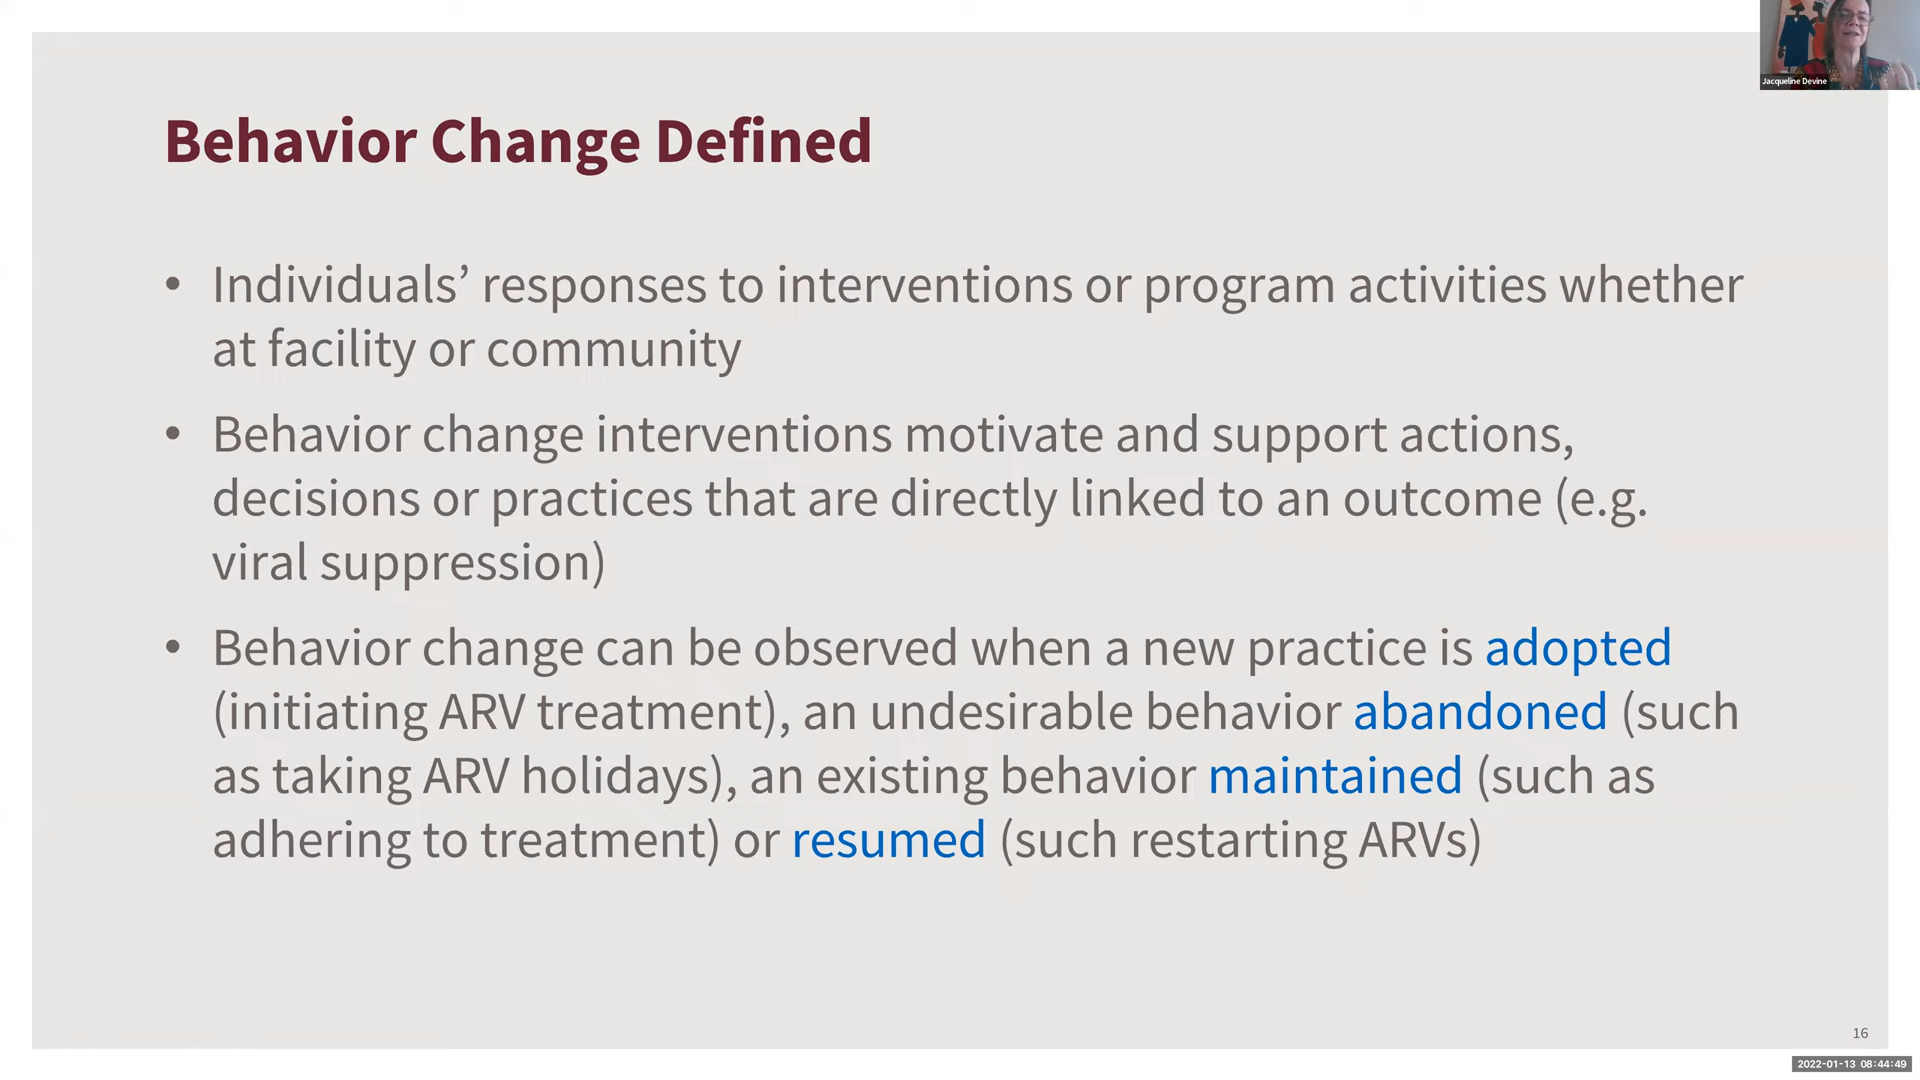 Jacqueline Devine
Behavior Change Defined
• Individuals’ responses to interventions or program activities whether
at facility or community
• Behavior change interventions motivate and support actions,
decisions or practices that are directly linked to an outcome (e.g.
viral suppression)
• Behavior change can be observed when a new practice is adopted
(initiating ARV treatment), an undesirable behavior abandoned (such
as taking ARV holidays), an existing behavior maintained (such as
adhering to treatment) or resumed (such restarting ARVs)
16
2022-01-13 08:44:49